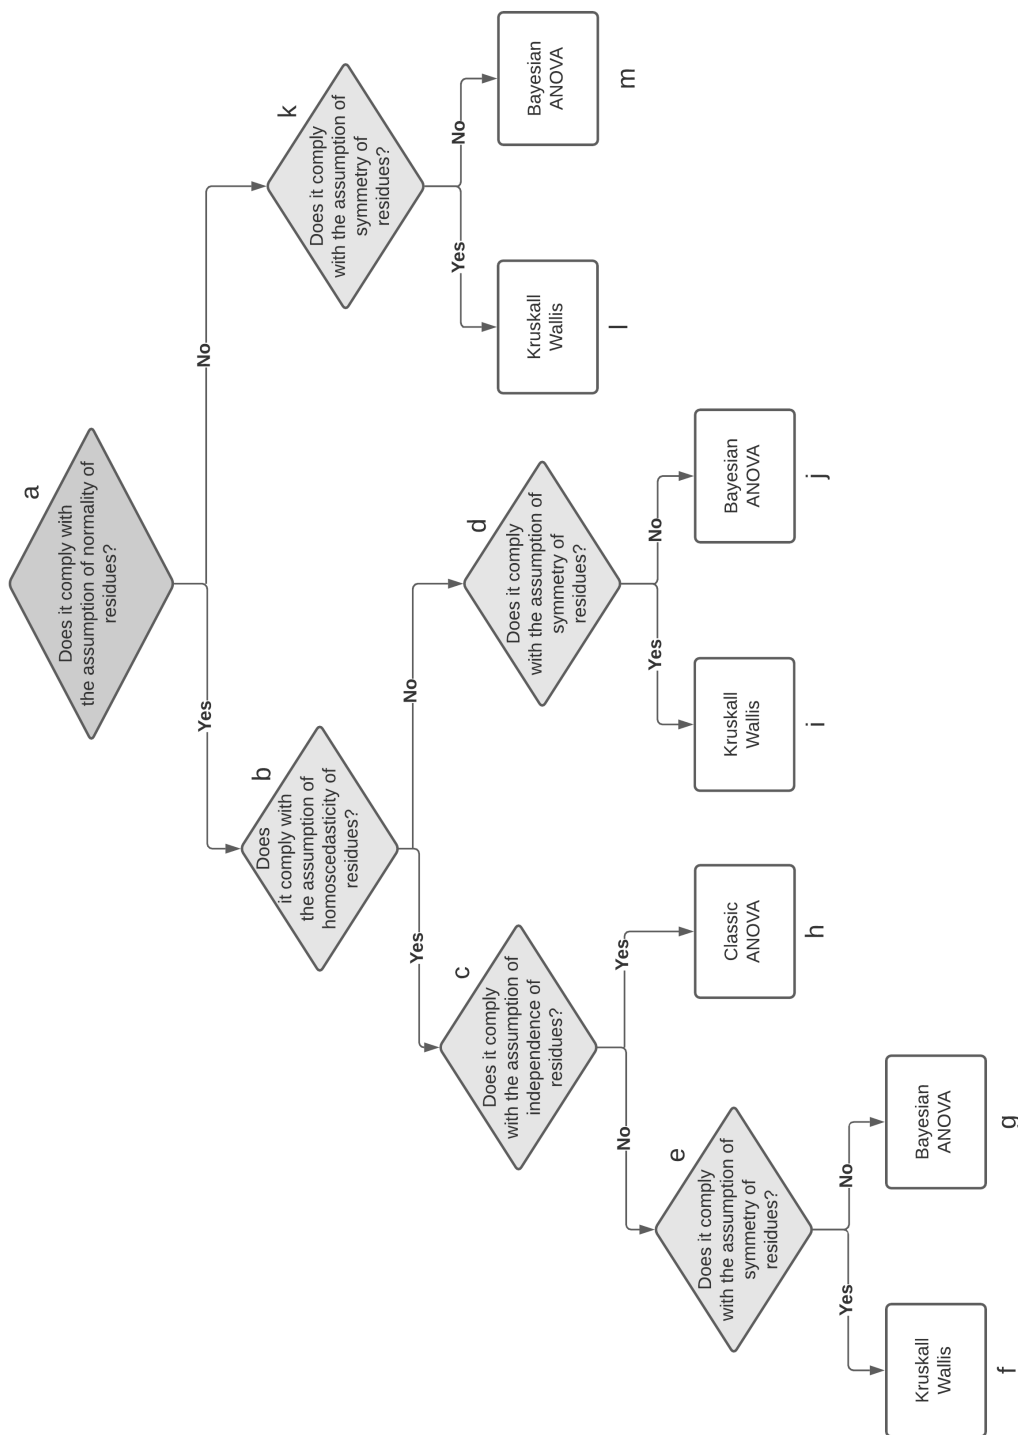 a
Does it comply with
the assumption of normality of
residues?
Yes
No
b
Does
it comply with
the assumption of
homoscedasticity of
residues?
Yes
No
k
Does it comply
with the assumption of
symmetry of
residues?
Yes
No
c
Does it comply
with the assumption of
independence of
residues?
No
Yes
d
Does it comply
with the assumption of
symmetry of
residues?
Yes
No
Kruskall
Wallis
l
Bayesian
ANOVA
m
e
Does it comply
with the assumption of
symmetry of
residues?
Yes
No
Classic
ANOVA
h
Kruskall
Wallis
i
Bayesian
ANOVA
j
Kruskall
Wallis
f
Bayesian
ANOVA
g